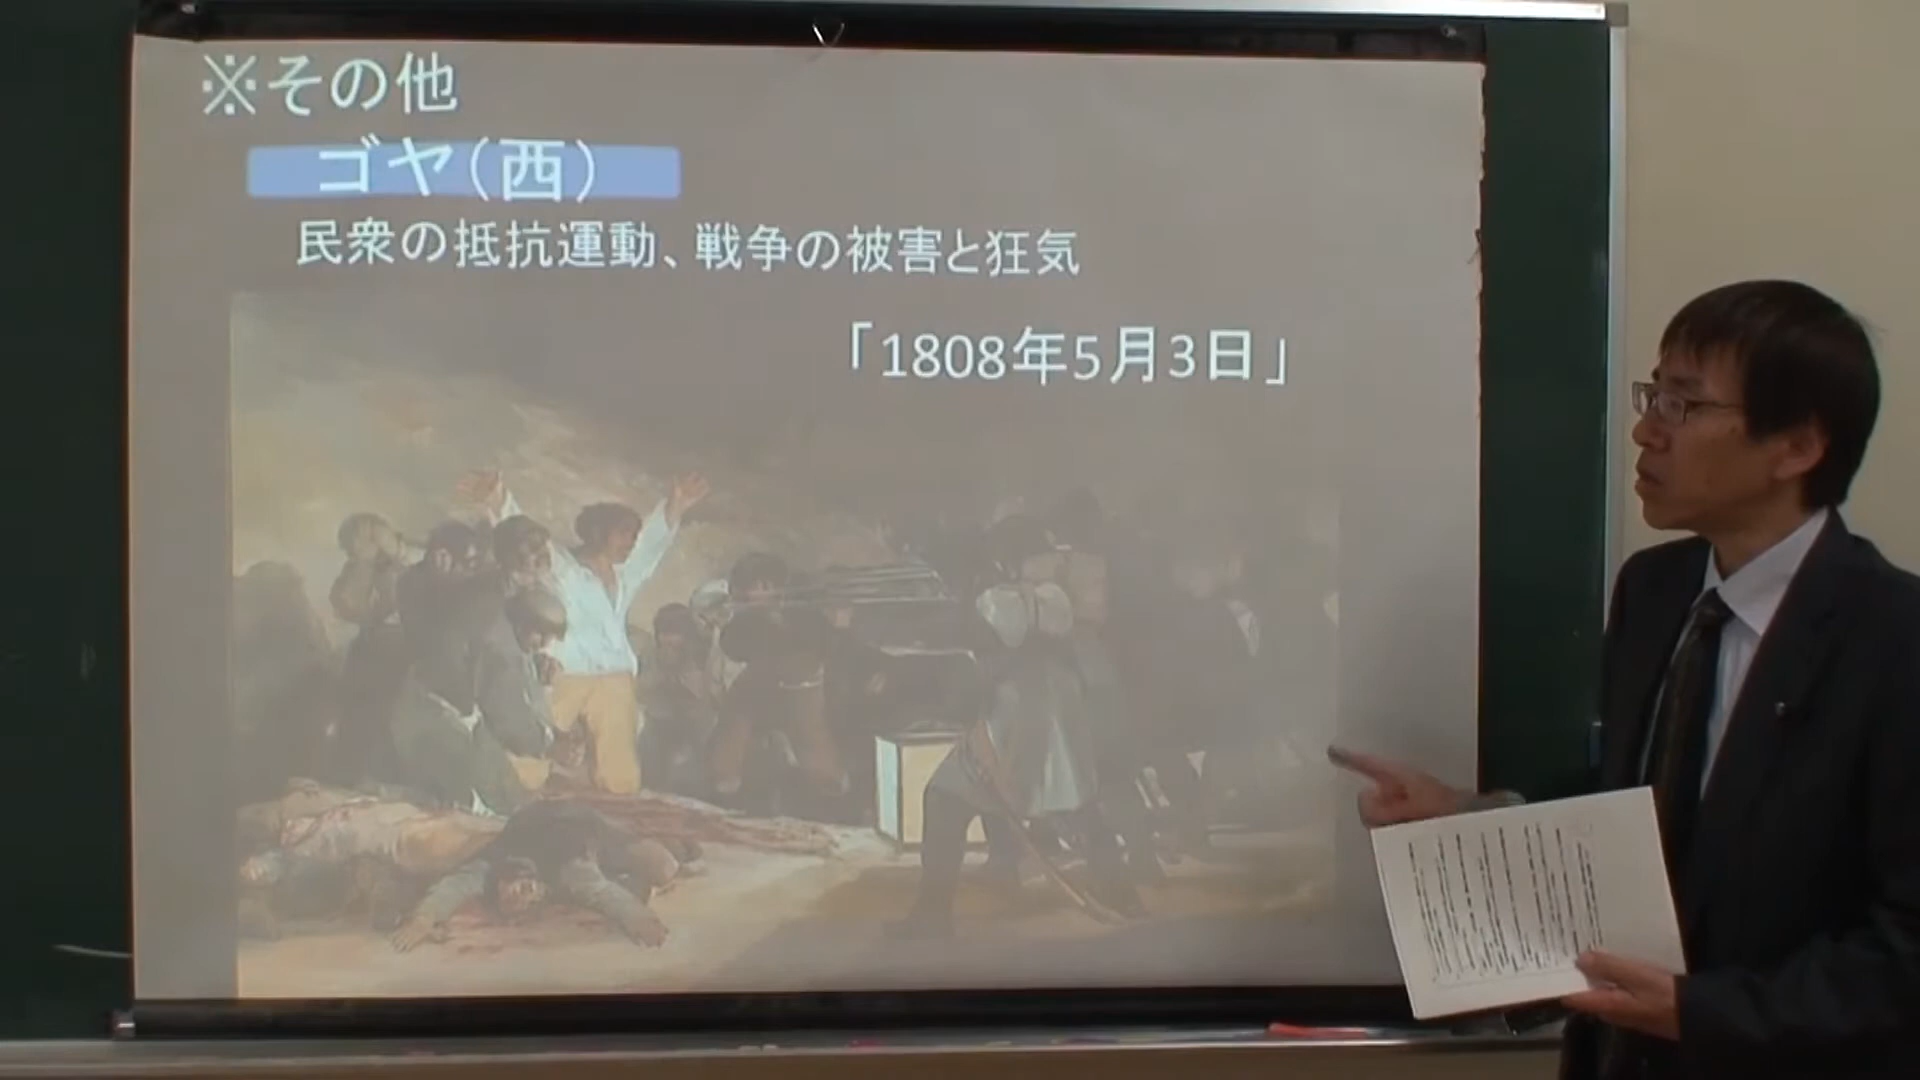 ※その他
ゴヤ（西）
民衆の抵抗運動、戦争の被害と狂気
「1808年5月3日」